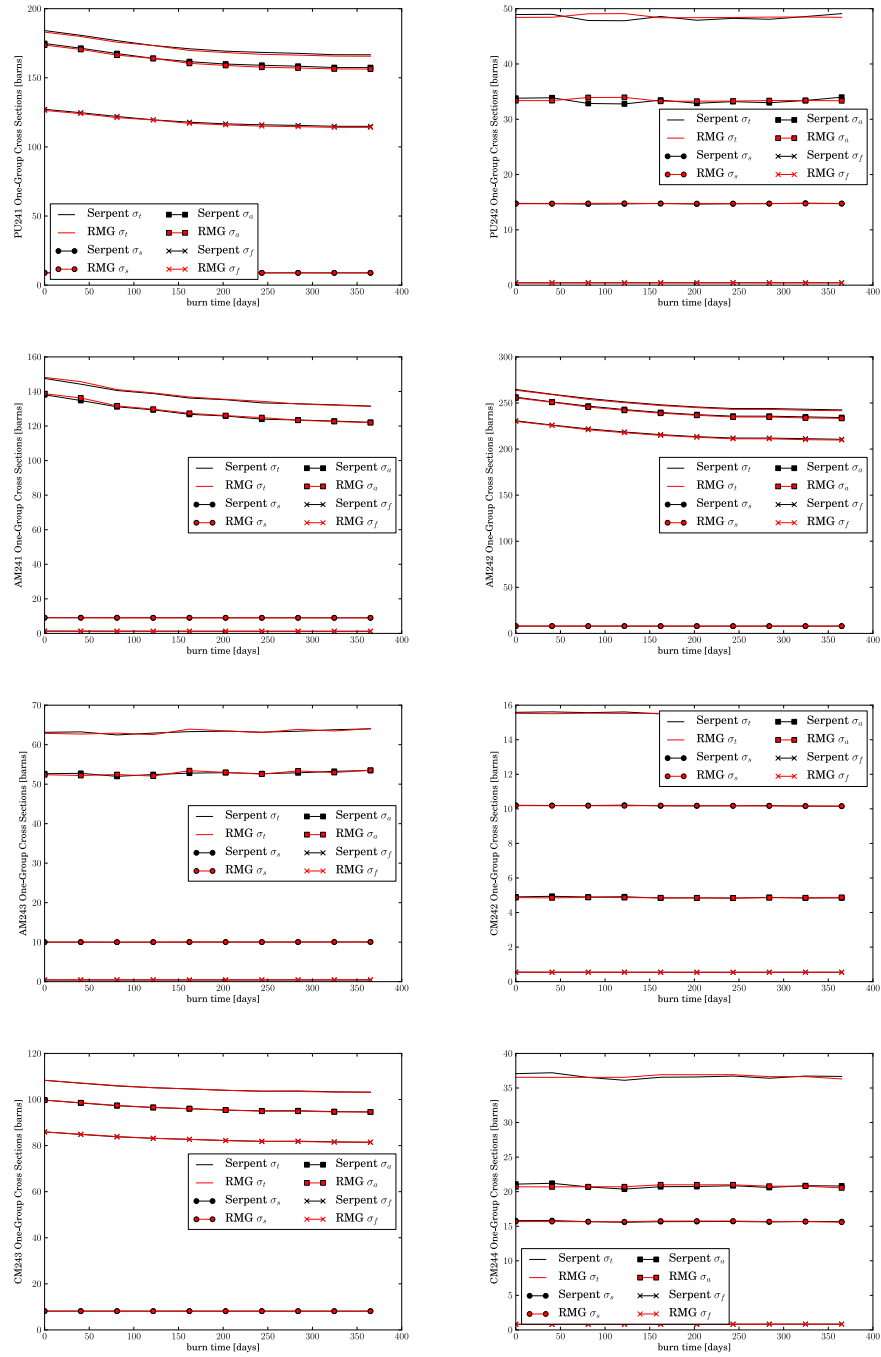 200
150
100
50
0
PU241 One-Group Cross Sections [barns]
Serpent σt Serpent σa
RMG σt RMG σa
Serpent σs Serpent σf
RMG σs RMG σf
0 50 100 150 200 250 300 350 400
burn time [days]
50
40
30
20
10
0
PU242 One-Group Cross Sections [barns]
Serpent σt Serpent σa
RMG σt RMG σa
Serpent σs Serpent σf
RMG σs RMG σf
0 50 100 150 200 250 300 350 400
burn time [days]
160
140
120
100
80
60
40
20
0
AM241 One-Group Cross Sections [barns]
Serpent σt Serpent σa
RMG σt RMG σa
Serpent σs Serpent σf
RMG σs RMG σf
0 50 100 150 200 250 300 350 400
burn time [days]
300
250
200
150
100
50
0
AM242 One-Group Cross Sections [barns]
Serpent σt Serpent σa
RMG σt RMG σa
Serpent σs Serpent σf
RMG σs RMG σf
0 50 100 150 200 250 300 350 400
burn time [days]
70
60
50
40
30
20
10
0
AM243 One-Group Cross Sections [barns]
Serpent σt Serpent σa
RMG σt RMG σa
Serpent σs Serpent σf
RMG σs RMG σf
0 50 100 150 200 250 300 350 400
burn time [days]
16
14
12
10
8
6
4
2
0
CM242 One-Group Cross Sections [barns]
Serpent σt Serpent σa
RMG σt RMG σa
Serpent σs Serpent σf
RMG σs RMG σf
0 50 100 150 200 250 300 350 400
burn time [days]
120
100
80
60
40
20
0
CM243 One-Group Cross Sections [barns]
Serpent σt Serpent σa
RMG σt RMG σa
Serpent σs Serpent σf
RMG σs RMG σf
0 50 100 150 200 250 300 350 400
burn time [days]
40
35
30
25
20
15
10
5
0
CM244 One-Group Cross Sections [barns]
Serpent σt Serpent σa
RMG σt RMG σa
Serpent σs Serpent σf
RMG σs RMG σf
0 50 100 150 200 250 300 350 400
burn time [days]